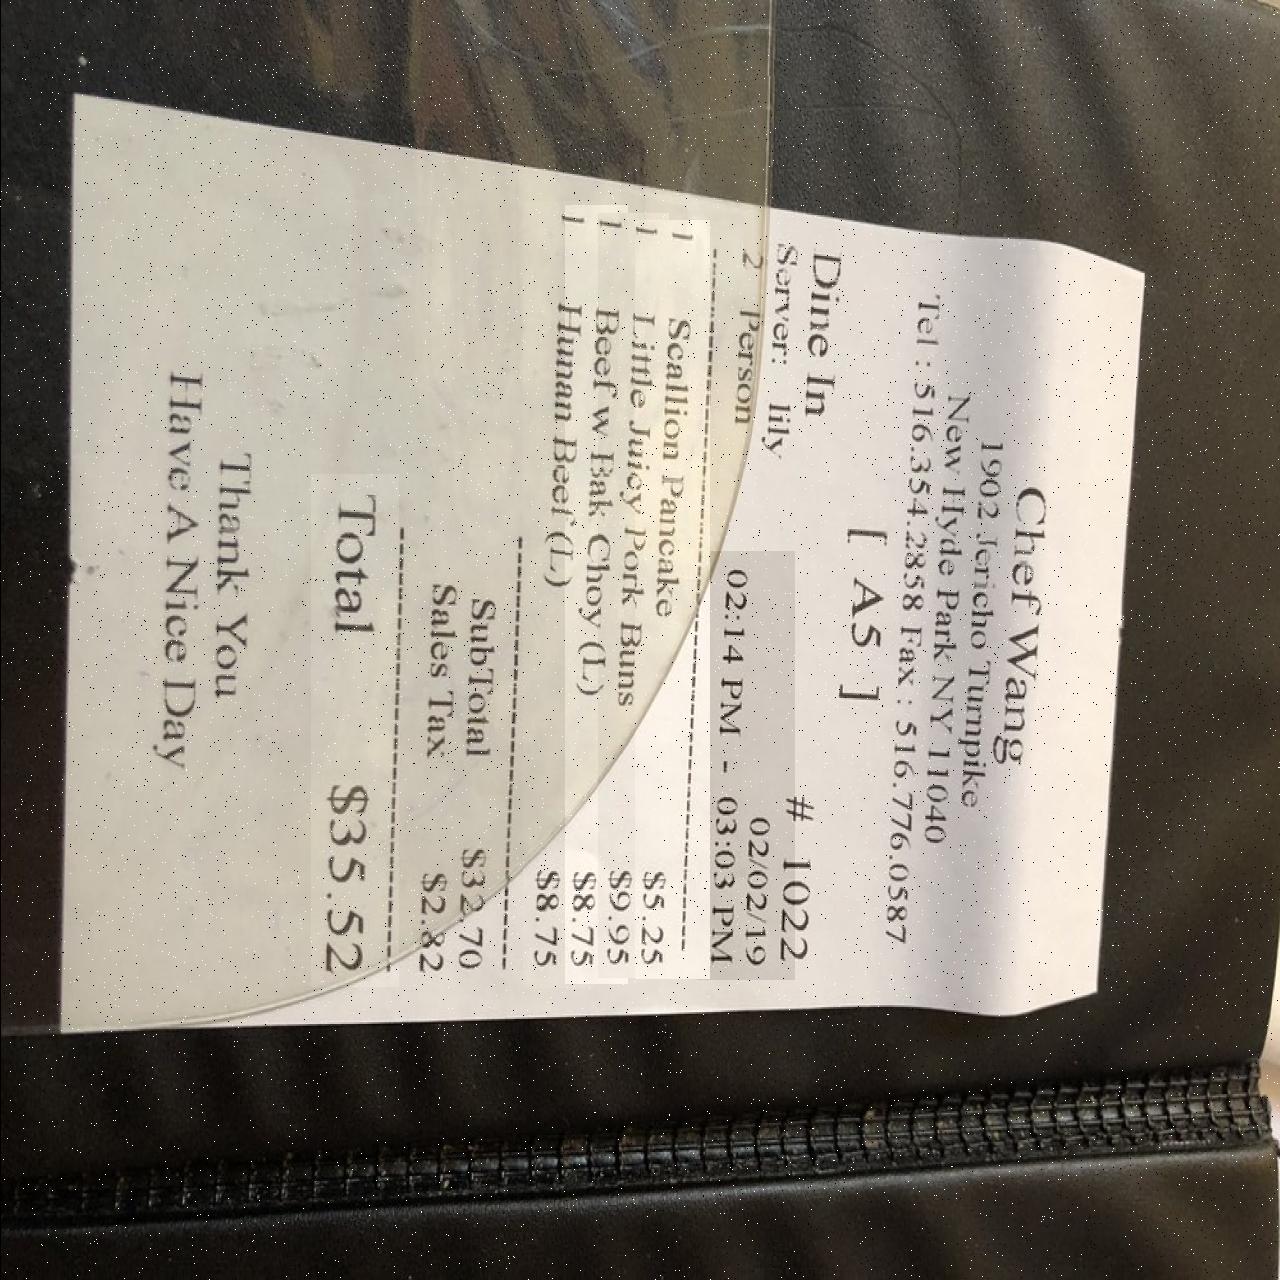 Chef Wang
1902 Jericho Turnpike
New Hyde Park NY 11040
Tel : 516.354.2858 Fax : 516.776.0587
[ A5 ]
Dine In # 1022
Server: lily 02/02/19
2 Person 02:14 PM - 03:03 PM
1 Scallion Pancake $5.25
1 Little Juicy Pork Buns $9.95
1 Beef w Bak Choy (L) $8.75
1 Hunan Beef (L) $8.75
SubTotal $32.70
Sales Tax $2.82
Total $35.52
Thank You
Have A Nice Day